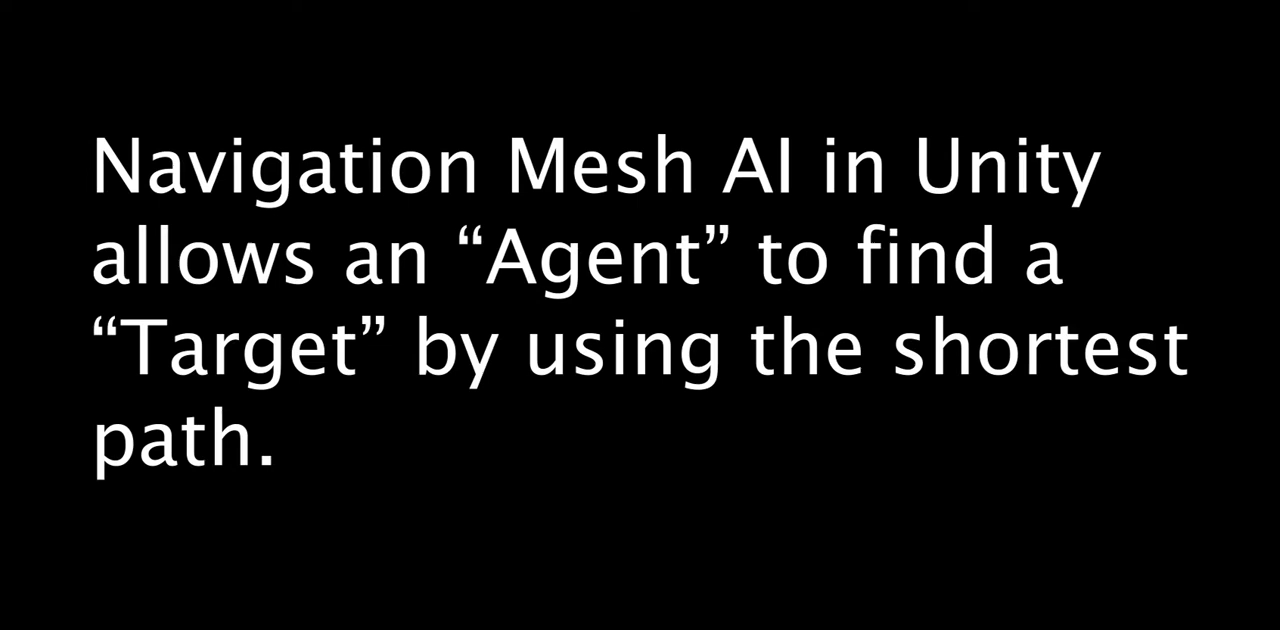 Navigation Mesh AI in Unity
allows an “Agent” to find a
“Target” by using the shortest
path.